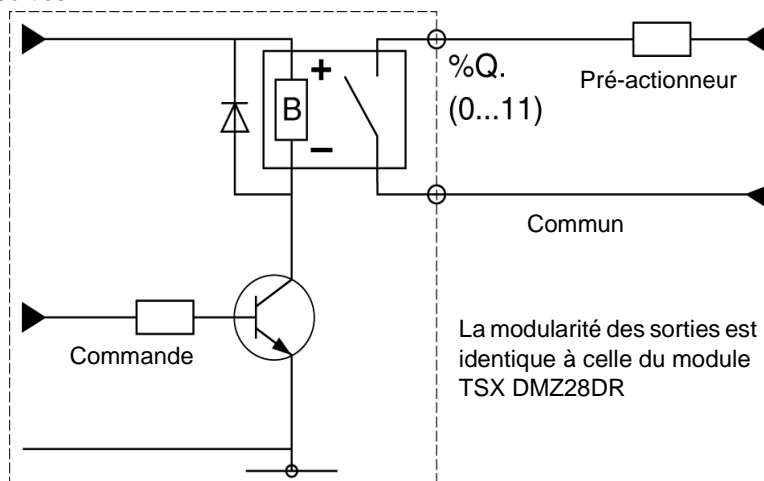 +
B
−
%Q.
(0...11)
Pré-actionneur
Commun
Commande
La modularité des sorties est
identique à celle du module
TSX DMZ28DR